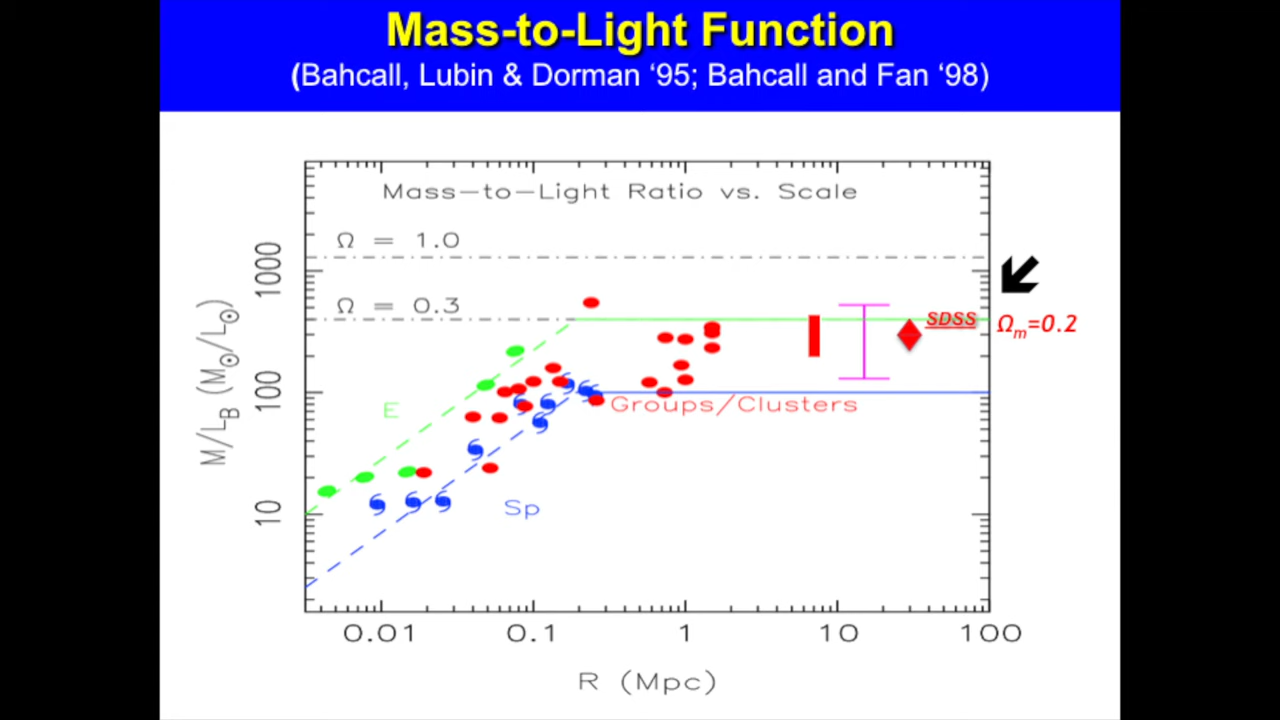 Mass-to-Light Function
(Bahcall, Lubin & Dorman ‘95; Bahcall and Fan ‘98)
Mass-to-Light Ratio vs. Scale
Ω = 1.0
Ω = 0.3
SDSS
Ωm=0.2
E
Groups/Clusters
Sp
M/LB (M⊙/L⊙)
1000
100
10
0.01 0.1 1 10 100
R (Mpc)